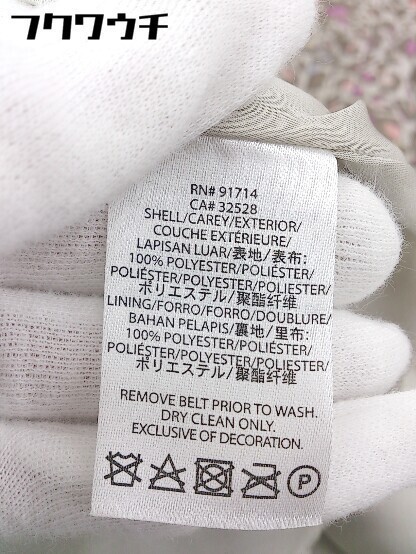 フクワウチ
RN# 91714
CA# 32528
SHELL/CAREY/EXTERIOR/
COUCHE EXTÉRIEURE/
LAPISAN LUAR/表地/表布:
100% POLYESTER/POLIÉSTER/
POLIÉSTER/POLYESTER/POLYESTER/
ポリエステル/聚酯纤维
LINING/FORRO/FORRO/DOUBLURE/
BAHAN PELAPIS/裏地/里布:
100% POLYESTER/POLIÉSTER/
POLIÉSTER/POLYESTER/POLYESTER/
ポリエステル/聚酯纤维
REMOVE BELT PRIOR TO WASH.
DRY CLEAN ONLY.
EXCLUSIVE OF DECORATION.
P